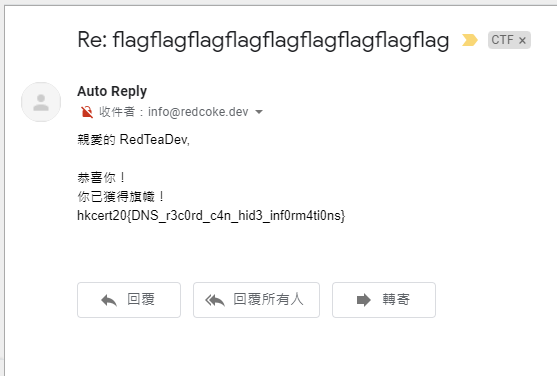 Re: flagflagflagflagflagflagflagflagflag
CTF ×
Auto Reply
收件者：info@redcoke.dev
親愛的 RedTeaDev,
恭喜你！
你已獲得旗幟！
hkcert20{DNS_r3c0rd_c4n_hid3_inf0rm4ti0ns}
回覆
回覆所有人
轉寄